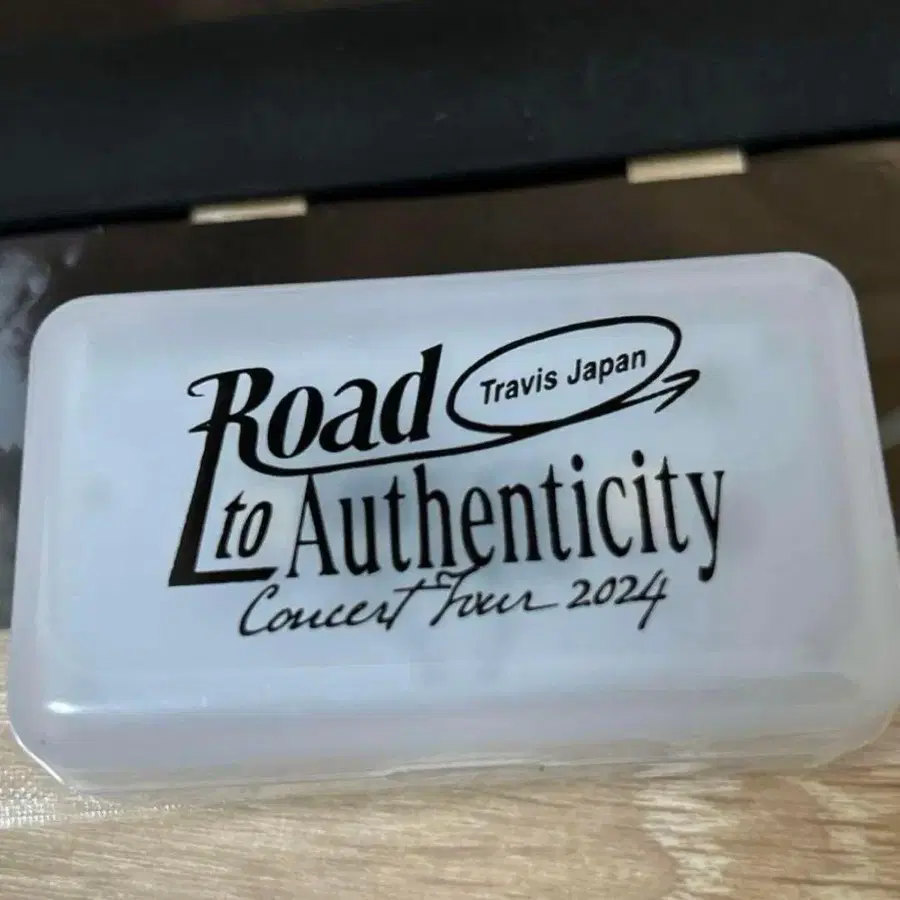 Road
Travis Japan
to Authenticity
Concert Tour 2024